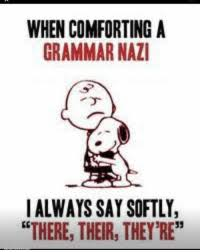 WHEN COMFORTING A
GRAMMAR NAZI
I ALWAYS SAY SOFTLY,
“THERE, THEIR, THEY'RE”